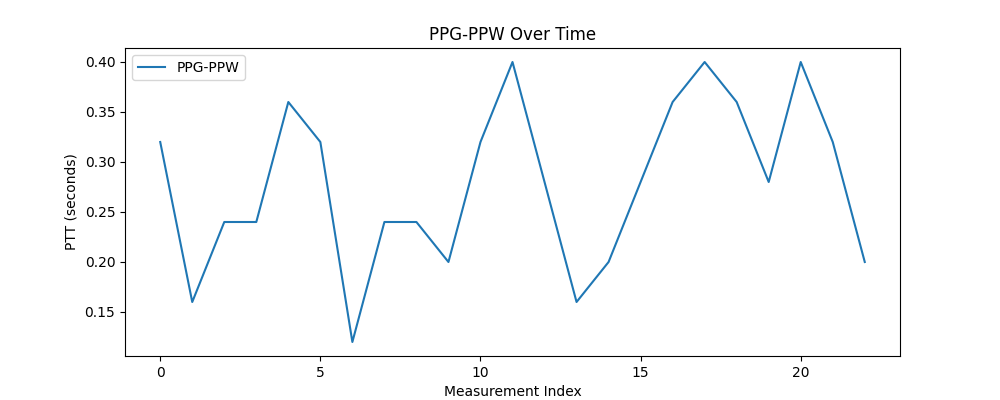 PPG-PPW Over Time
PPG-PPW
PTT (seconds)
0.40
0.35
0.30
0.25
0.20
0.15
0 5 10 15 20
Measurement Index